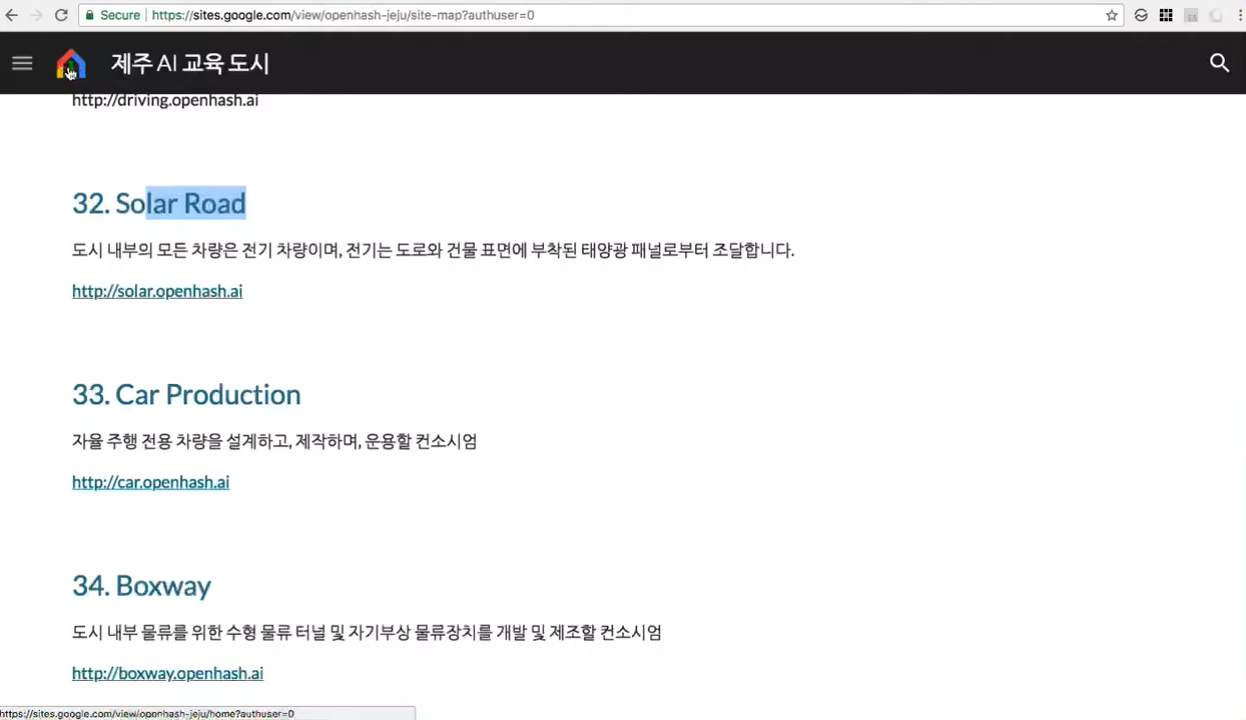 Secure
https://sites.google.com/view/openhash-jeju/site-map?authuser=0
제주 AI 교육 도시
http://driving.openhash.ai
32. Solar Road
도시 내부의 모든 차량은 전기 차량이며, 전기는 도로와 건물 표면에 부착된 태양광 패널로부터 조달합니다.
http://solar.openhash.ai
33. Car Production
자율 주행 전용 차량을 설계하고, 제작하며, 운용할 컨소시엄
http://car.openhash.ai
34. Boxway
도시 내부 물류를 위한 수형 물류 터널 및 자기부상 물류장치를 개발 및 제조할 컨소시엄
http://boxway.openhash.ai
https://sites.google.com/view/openhash-jeju/home?authuser=0